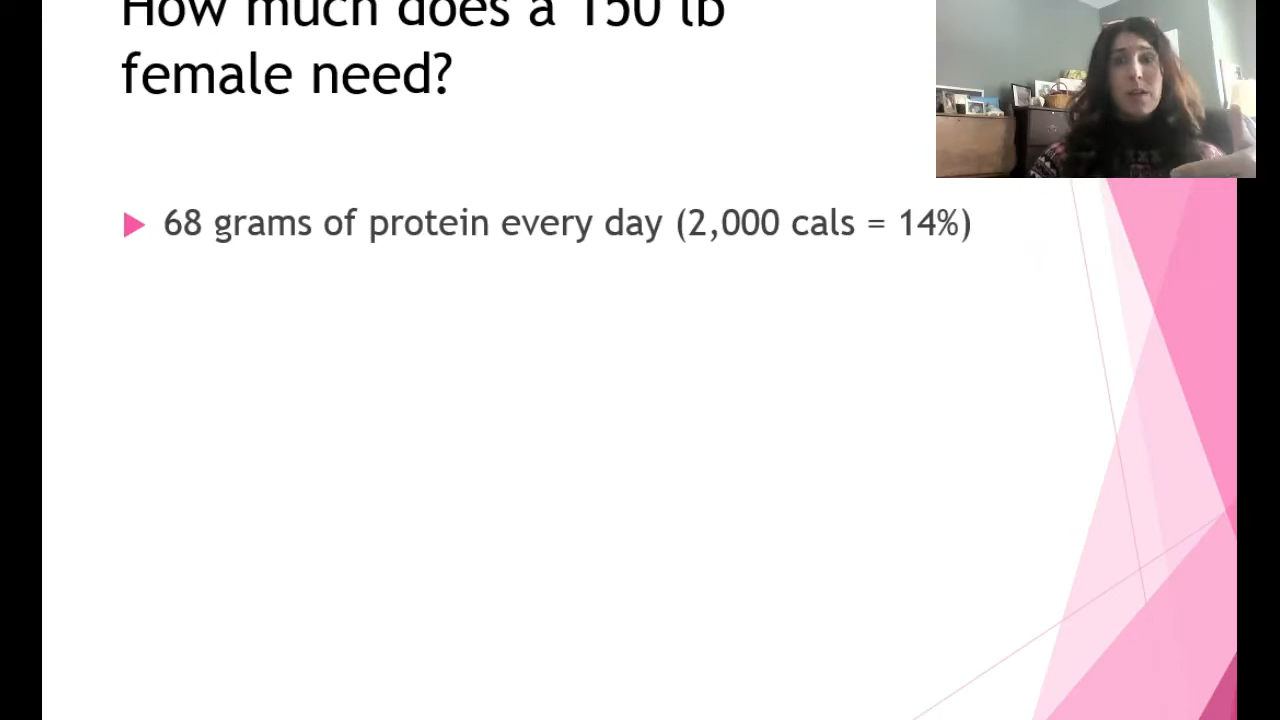 How much does a 150 lb
female need?
68 grams of protein every day (2,000 cals = 14%)